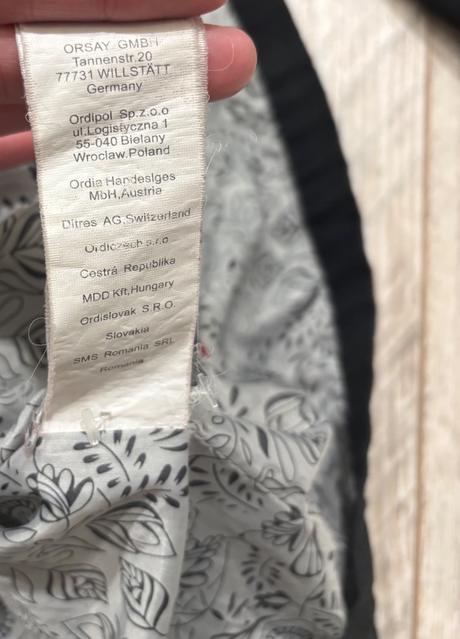 ORSAY GMBH
Tannenstr.20
77731 WILLSTÄTT
Germany
Ordipol Sp.z.o.o
ul.Logistyczna 1
55-040 Bielany
Wroclaw,Poland
Ordia Handesiges
MbH,Austria
Ditres AG,Switzerland
Ordiczech s.r.o
Cestrá Republika
MDD Kft,Hungary
Ordislovak S.R.O.
Slovakia
SMS Romania SRL
Romania